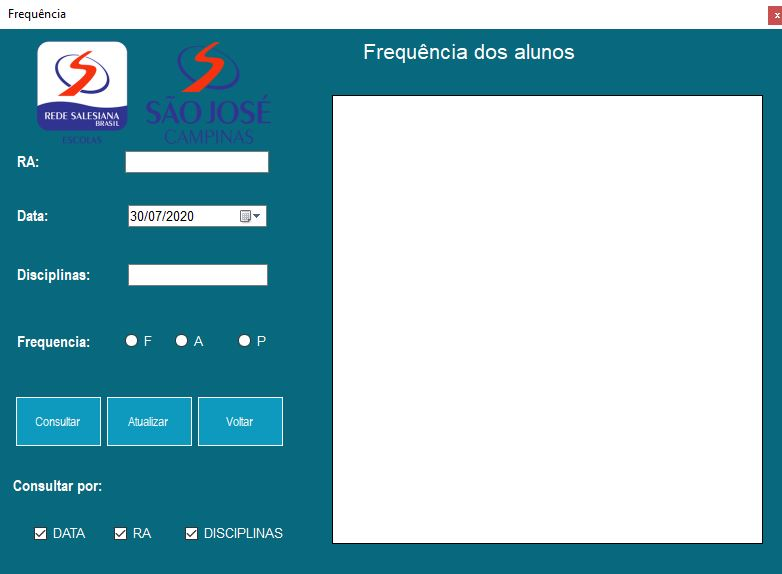 Frequência
x
Frequência dos alunos
REDE SALESIANA
BRASIL
ESCOLAS
SÃO JOSÉ
CAMPINAS
RA:
Data:
30/07/2020
Disciplinas:
Frequencia:
F A P
Consultar Atualizar Voltar
Consultar por:
DATA RA DISCIPLINAS